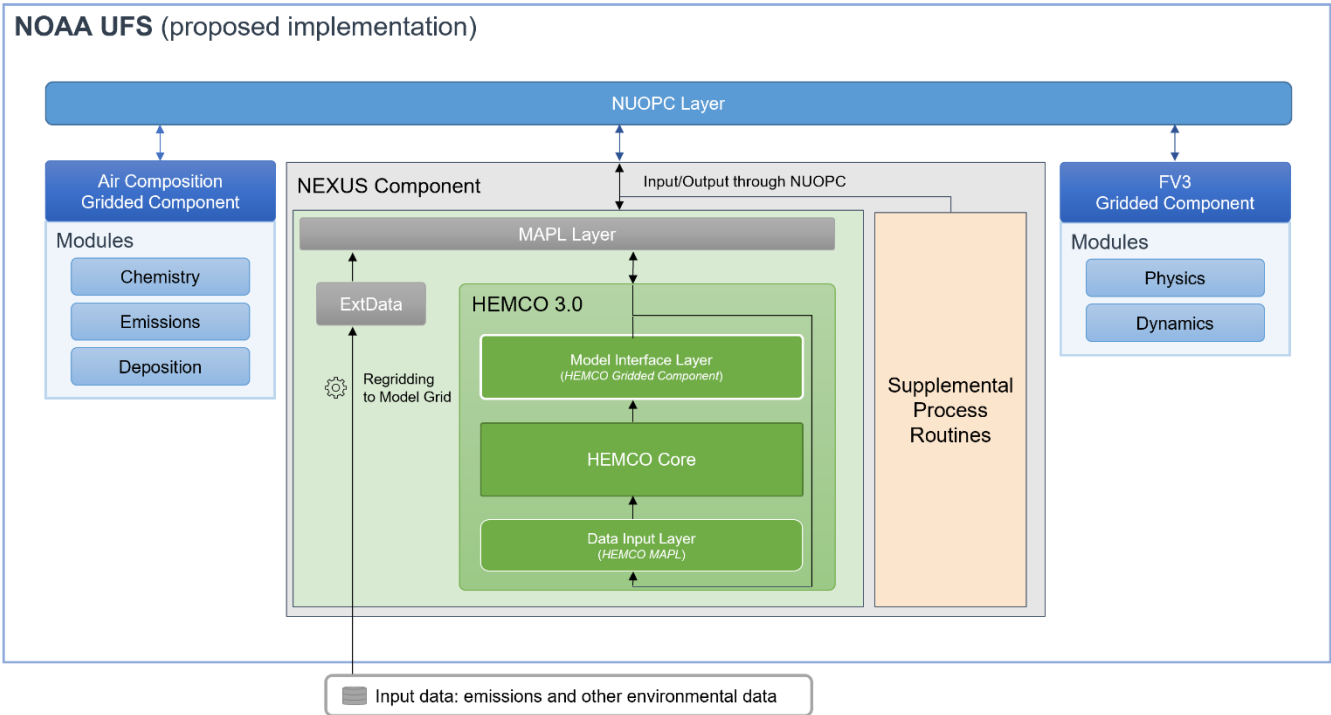 NOAA UFS (proposed implementation)
NUOPC Layer
Air Composition
Gridded Component
Modules
Chemistry
Emissions
Deposition
NEXUS Component
Input/Output through NUOPC
MAPL Layer
ExtData
Regridding
to Model Grid
HEMCO 3.0
Model Interface Layer
(HEMCO Gridded Component)
HEMCO Core
Data Input Layer
(HEMCO MAPL)
Supplemental
Process
Routines
FV3
Gridded Component
Modules
Physics
Dynamics
Input data: emissions and other environmental data